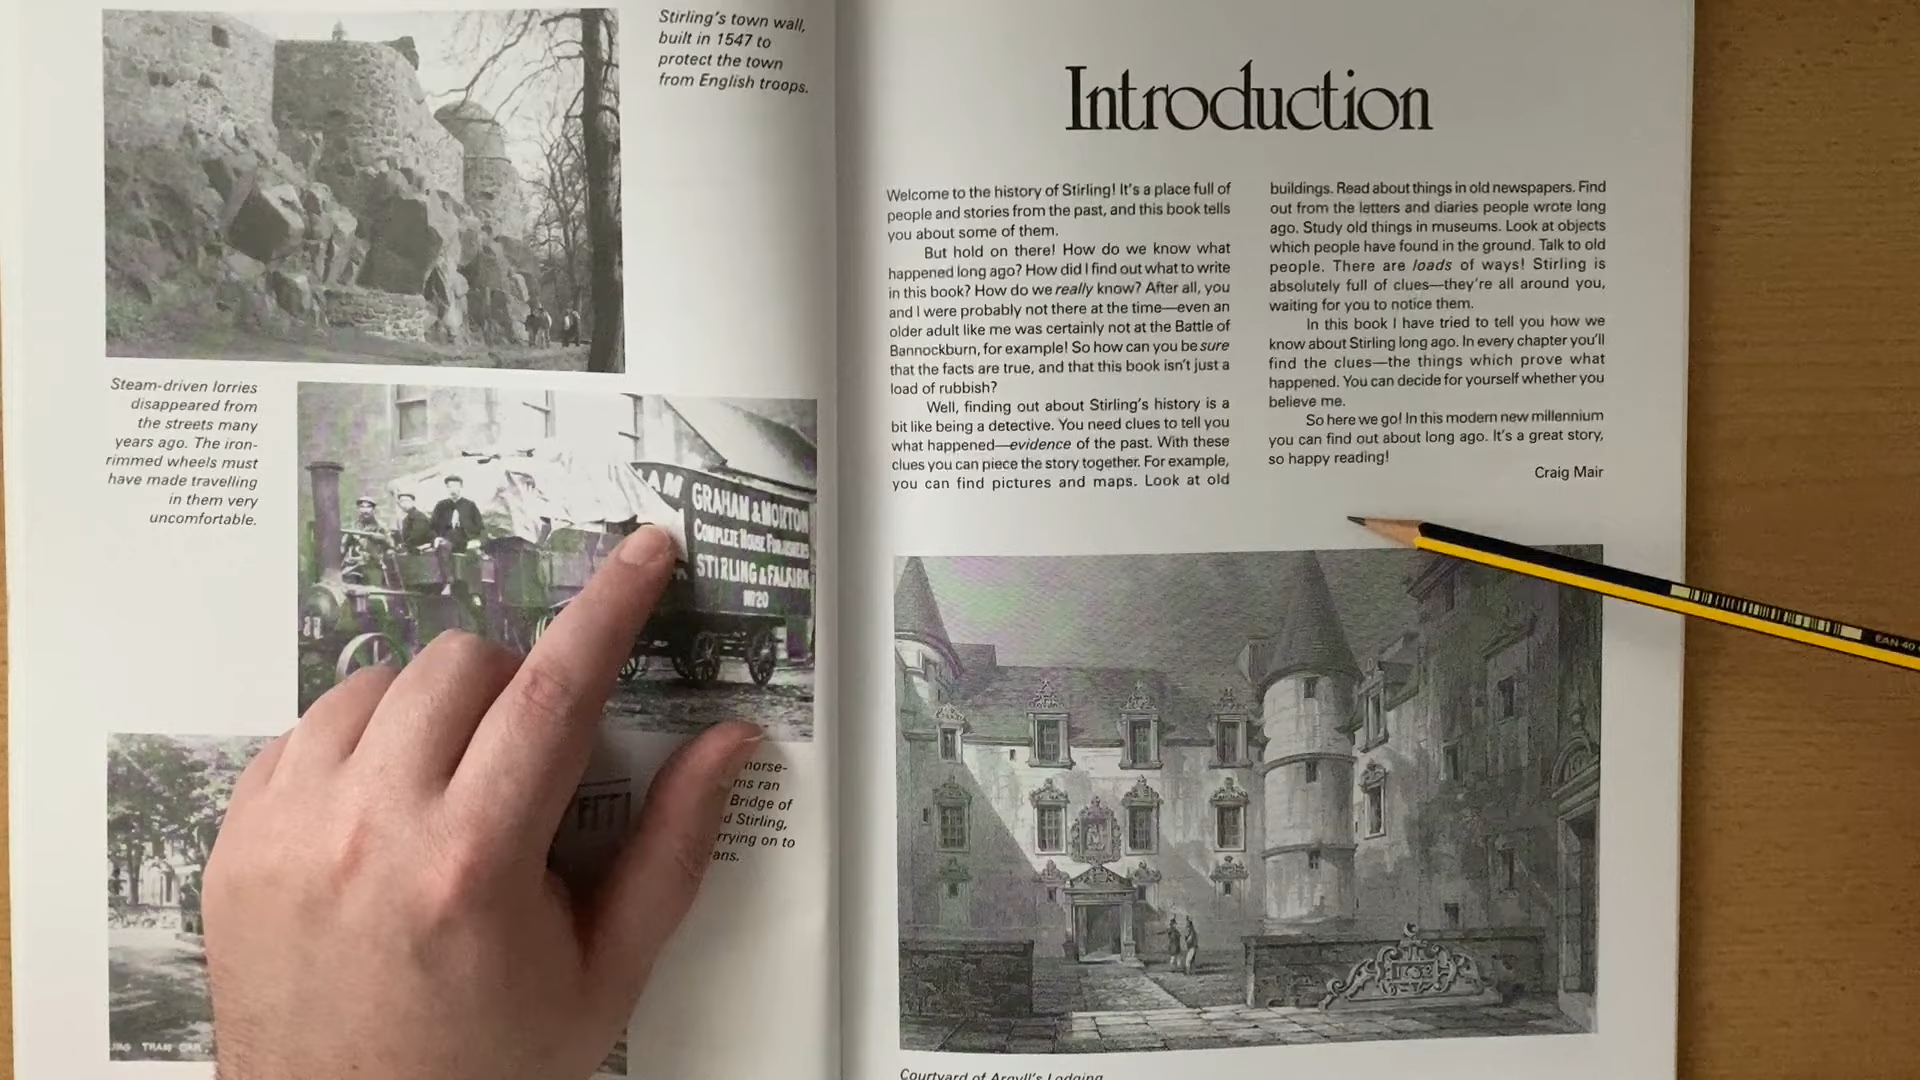 Stirling's town wall,
built in 1547 to
protect the town
from English troops.
Steam-driven lorries
disappeared from
the streets many
years ago. The iron-
rimmed wheels must
have made travelling
in them very
uncomfortable.
AM
GRAHAM & MORTON
COMPLETE HOUSE FURNISHERS
STIRLING & FALKIRK
No 20
horse-
ms ran
Bridge of
d Stirling,
rrying on to
ans.
TRAM CAR.
Introduction
Welcome to the history of Stirling! It's a place full of
people and stories from the past, and this book tells
you about some of them.
But hold on there! How do we know what
happened long ago? How did I find out what to write
in this book? How do we really know? After all, you
and I were probably not there at the time—even an
older adult like me was certainly not at the Battle of
Bannockburn, for example! So how can you be sure
that the facts are true, and that this book isn't just a
load of rubbish?
Well, finding out about Stirling's history is a
bit like being a detective. You need clues to tell you
what happened—evidence of the past. With these
clues you can piece the story together. For example,
you can find pictures and maps. Look at old
buildings. Read about things in old newspapers. Find
out from the letters and diaries people wrote long
ago. Study old things in museums. Look at objects
which people have found in the ground. Talk to old
people. There are loads of ways! Stirling is
absolutely full of clues—they're all around you,
waiting for you to notice them.
In this book I have tried to tell you how we
know about Stirling long ago. In every chapter you'll
find the clues—the things which prove what
happened. You can decide for yourself whether you
believe me.
So here we go! In this modern new millennium
you can find out about long ago. It's a great story,
so happy reading!
Craig Mair
EAN-40
Courtyard of Argyll's Lodging